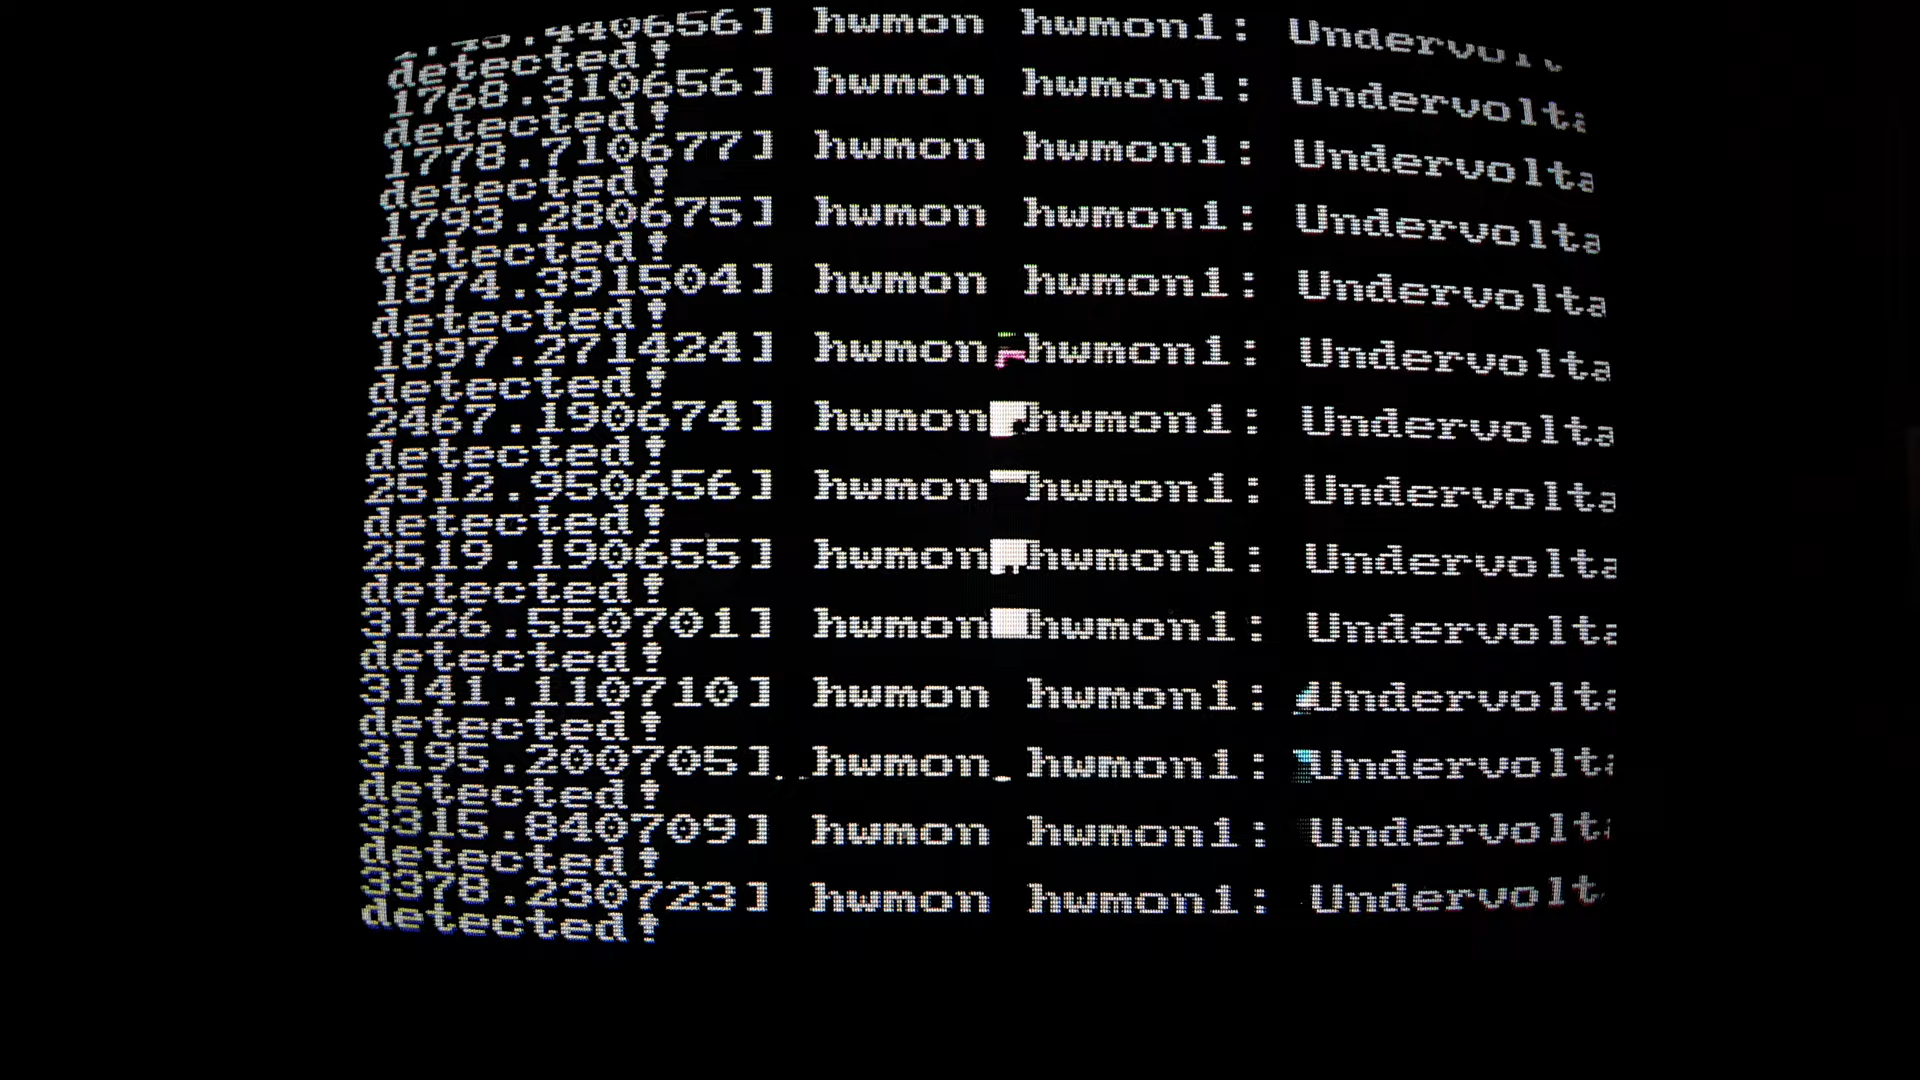 .440656] hwmon hwmon1: Undervolt
detected!
1768.310656] hwmon hwmon1: Undervolta
detected!
1778.710677] hwmon hwmon1: Undervolta
detected!
1793.280675] hwmon hwmon1: Undervolta
detected!
1874.391504] hwmon hwmon1: Undervolta
detected!
1897.271424] hwmon hwmon1: Undervolta
detected!
2467.190674] hwmon hwmon1: Undervolta
detected!
2512.950656] hwmon hwmon1: Undervolta
detected!
2519.190655] hwmon hwmon1: Undervolta
detected!
3126.550701] hwmon hwmon1: Undervolta
detected!
3141.110710] hwmon hwmon1: Undervolta
detected!
3195.200705] hwmon hwmon1: Undervolta
detected!
3315.840709] hwmon hwmon1: Undervolt
detected!
3378.230723] hwmon hwmon1: Undervolt
detected!